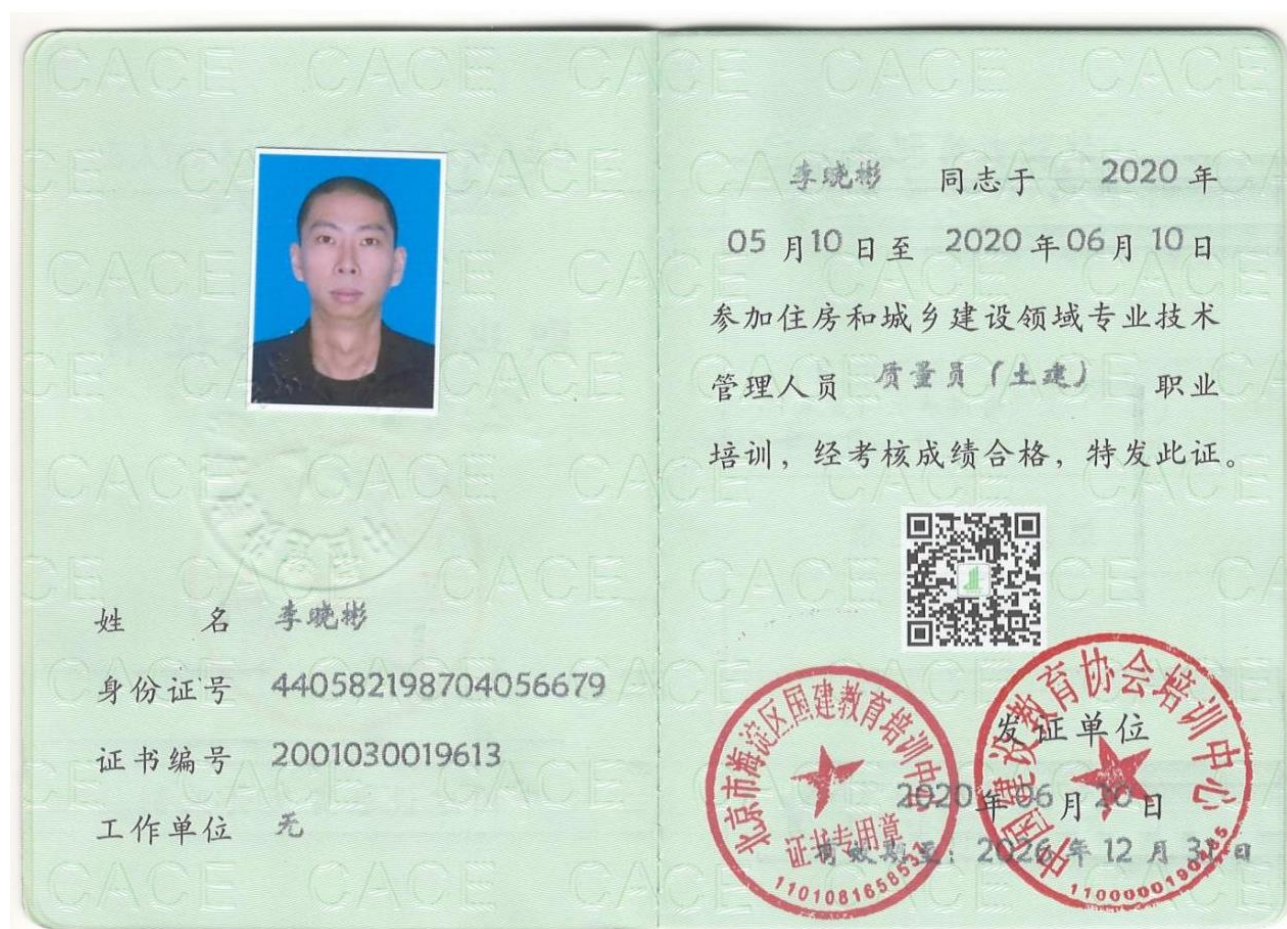 姓 名 李晓彬
身份证号 440582198704056679
证书编号 2001030019613
工作单位 无
李晓彬 同志于 2020 年
05 月 10 日至 2020 年 06 月 10 日
参加住房和城乡建设领域专业技术
管理人员 质量员（土建） 职业
培训，经考核成绩合格，特发此证。
发证单位
2020 年 06 月 20 日
有效期至：2026 年 12 月 31 日
北京市海淀区国建教育培训中心
证书专用章
中国建设教育协会培训中心
CACE